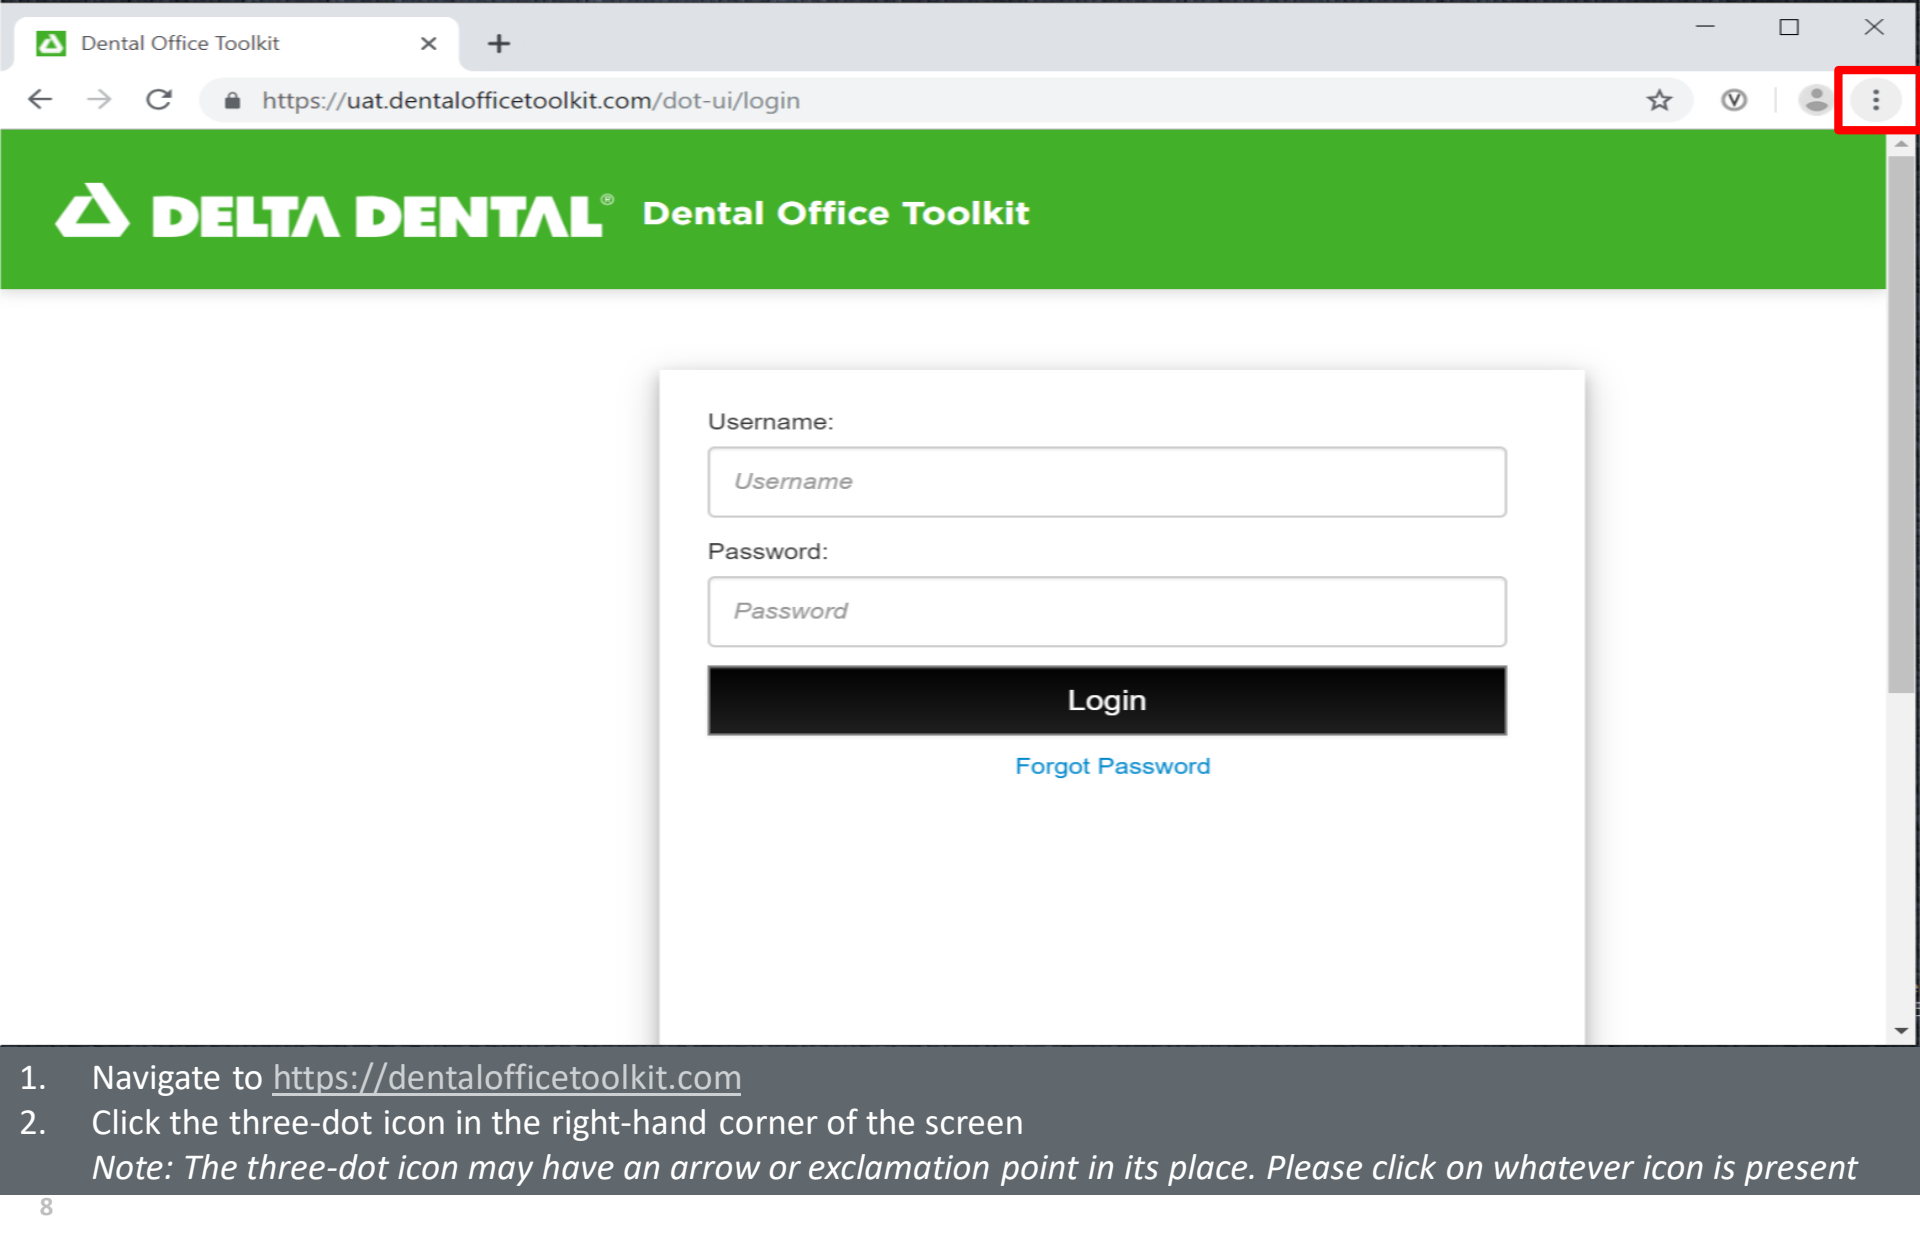 Dental Office Toolkit
https://uat.dentalofficetoolkit.com/dot-ui/login
DELTA DENTAL® Dental Office Toolkit
Username:
Username
Password:
Password
Login
Forgot Password
1. Navigate to https://dentalofficetoolkit.com
2. Click the three-dot icon in the right-hand corner of the screen
Note: The three-dot icon may have an arrow or exclamation point in its place. Please click on whatever icon is present
8